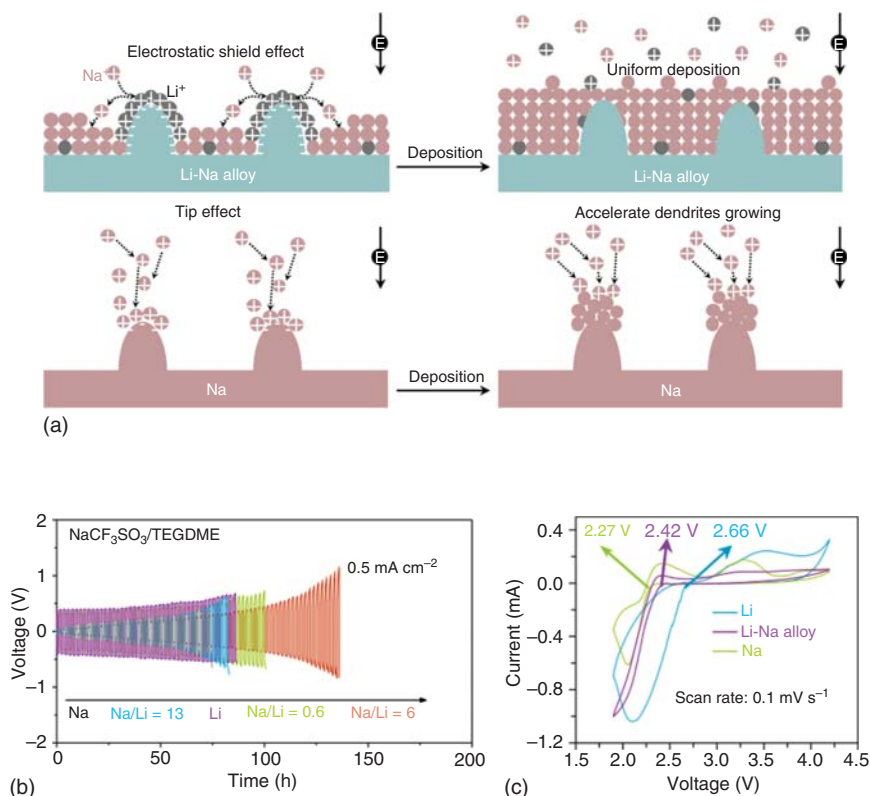 Electrostatic shield effect
E
Na⁺
Li⁺
Li-Na alloy
Deposition
Uniform deposition
E
Li-Na alloy
Tip effect
E
Na
Deposition
Accelerate dendrites growing
E
Na
(a)
Voltage (V)
2
1
0
−1
−2
NaCF₃SO₃/TEGDME
0.5 mA cm⁻²
Na Na/Li = 13 Li Na/Li = 0.6 Na/Li = 6
0 50 100 150 200
Time (h)
(b)
Current (mA)
0.4
0.0
−0.4
−0.8
−1.2
2.27 V 2.42 V 2.66 V
Li
Li-Na alloy
Na
Scan rate: 0.1 mV s⁻¹
1.5 2.0 2.5 3.0 3.5 4.0 4.5
Voltage (V)
(c)